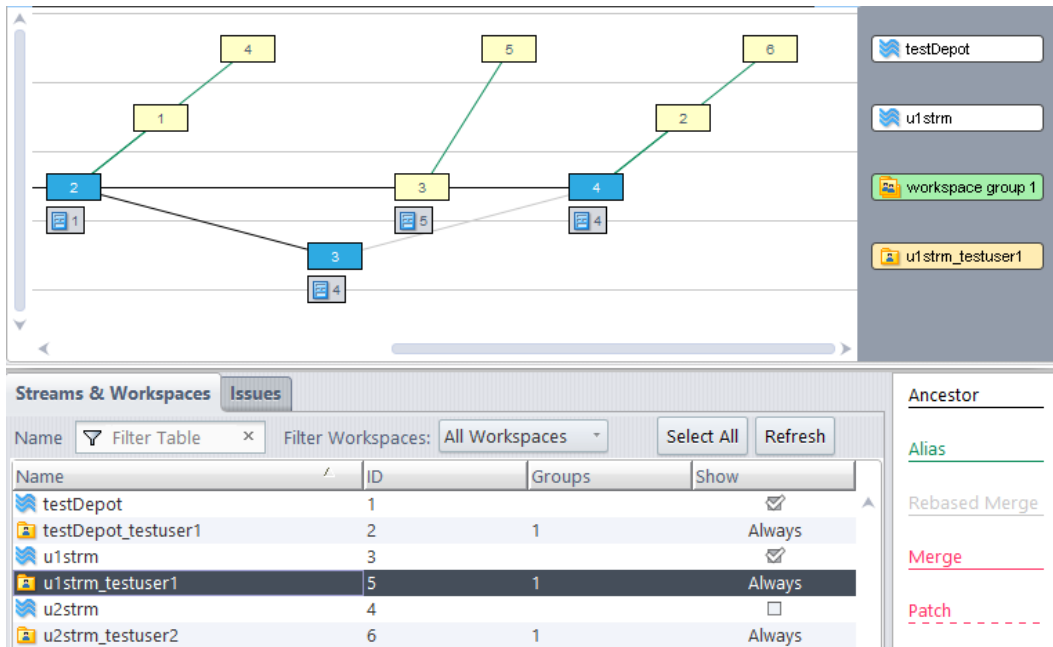 4 5 6 testDepot
1 2 u1strm
2 3 4 workspace group 1
1 5 4
3 u1strm_testuser1
4
Streams & Workspaces Issues
Name Filter Table × Filter Workspaces: All Workspaces Select All Refresh
Name ID Groups Show
testDepot 1
testDepot_testuser1 2 1 Always
u1strm 3
u1strm_testuser1 5 1 Always
u2strm 4
u2strm_testuser2 6 1 Always
Ancestor
Alias
Rebased Merge
Merge
Patch